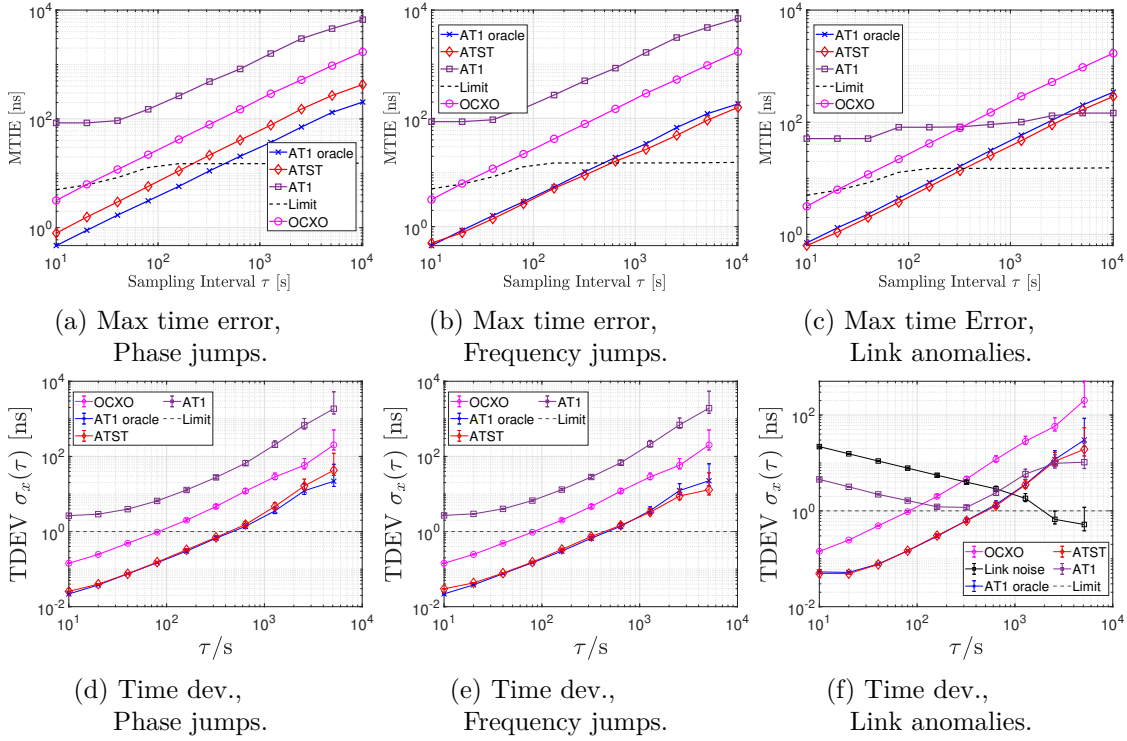 10^4
10^2
10^0
MTIE [ns]
AT1 oracle
ATST
AT1
Limit
OCXO
10^1
10^2
10^3
10^4
Sampling Interval τ [s]
(a) Max time error,
Phase jumps.
10^4
10^2
10^0
MTIE [ns]
AT1 oracle
ATST
AT1
Limit
OCXO
10^1
10^2
10^3
10^4
Sampling Interval τ [s]
(b) Max time error,
Frequency jumps.
10^4
10^2
10^0
MTIE [ns]
AT1 oracle
ATST
AT1
Limit
OCXO
10^1
10^2
10^3
10^4
Sampling Interval τ [s]
(c) Max time Error,
Link anomalies.
10^4
10^2
10^0
10^-2
TDEV σ_x(τ) [ns]
OCXO
AT1 oracle
ATST
AT1
Limit
10^1
10^2
10^3
10^4
τ/s
(d) Time dev.,
Phase jumps.
10^4
10^2
10^0
10^-2
TDEV σ_x(τ) [ns]
OCXO
AT1 oracle
ATST
AT1
Limit
10^1
10^2
10^3
10^4
τ/s
(e) Time dev.,
Frequency jumps.
10^2
10^0
10^-2
TDEV σ_x(τ) [ns]
OCXO
Link noise
AT1 oracle
ATST
AT1
Limit
10^1
10^2
10^3
10^4
τ/s
(f) Time dev.,
Link anomalies.